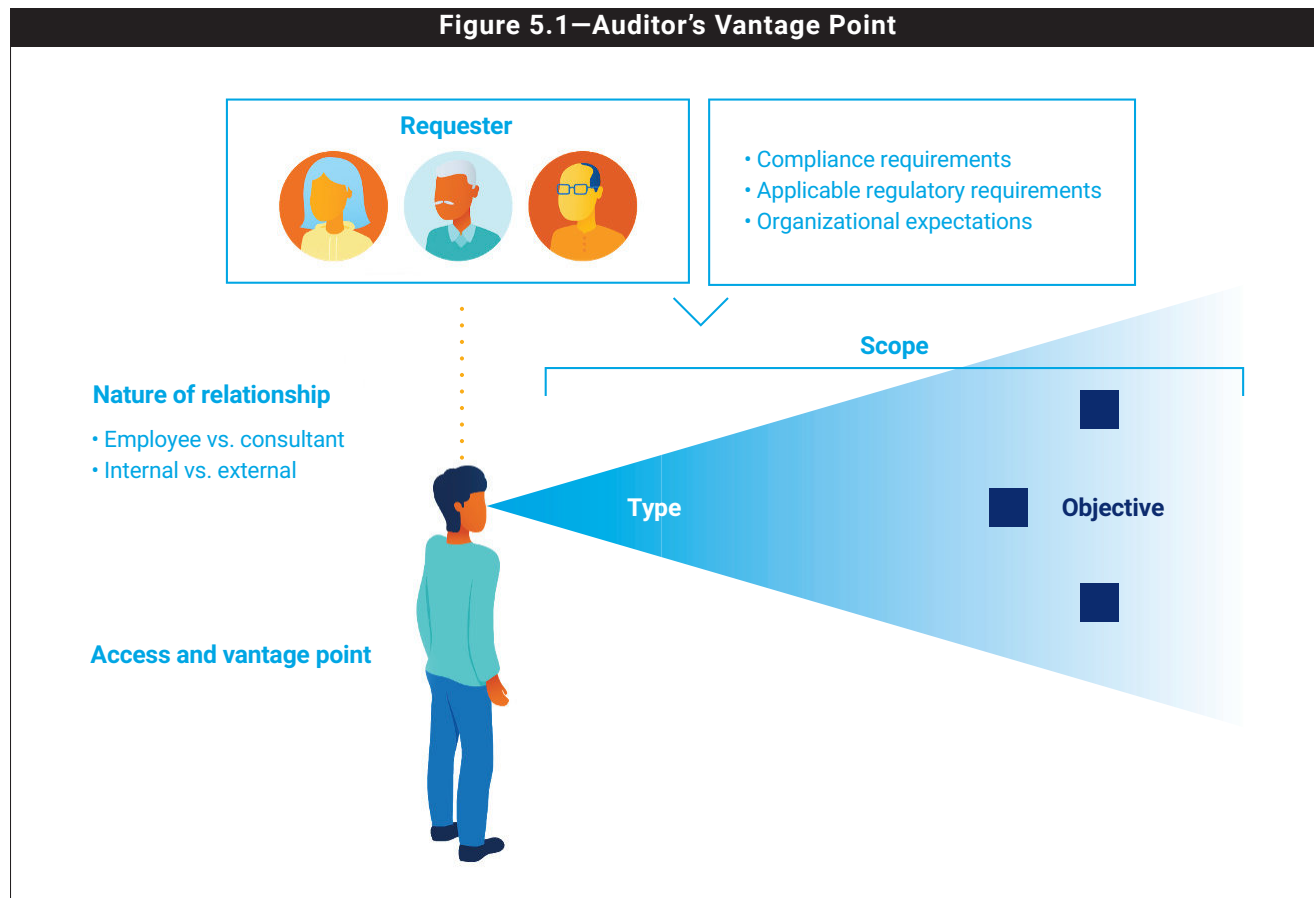 Figure 5.1—Auditor's Vantage Point
Requester
• Compliance requirements
• Applicable regulatory requirements
• Organizational expectations
Scope
Nature of relationship
• Employee vs. consultant
• Internal vs. external
Type
Objective
Access and vantage point